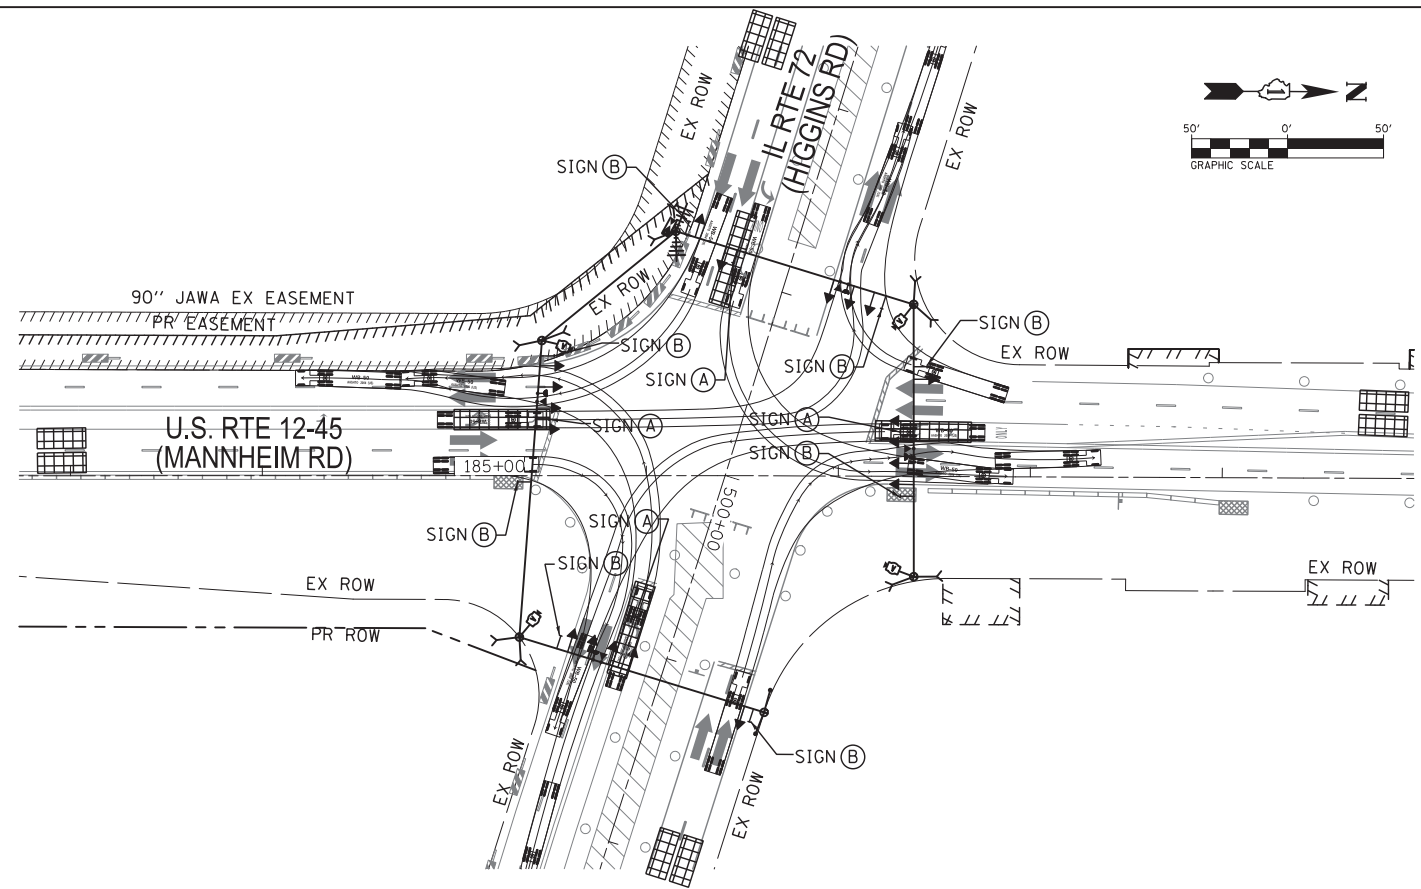 IL RTE 72
(HIGGINS RD)
EX ROW
EX ROW
N
50' 0' 50'
GRAPHIC SCALE
SIGN B
90'' JAWA EX EASEMENT
PR EASEMENT
EX ROW
SIGN B
SIGN B
EX ROW
SIGN A
SIGN B
U.S. RTE 12-45
(MANNHEIM RD)
SIGN A
SIGN A
SIGN B
185+00
500+00
SIGN B
SIGN A
SIGN B
EX ROW
PR ROW
EX ROW
EX ROW
EX ROW
SIGN B